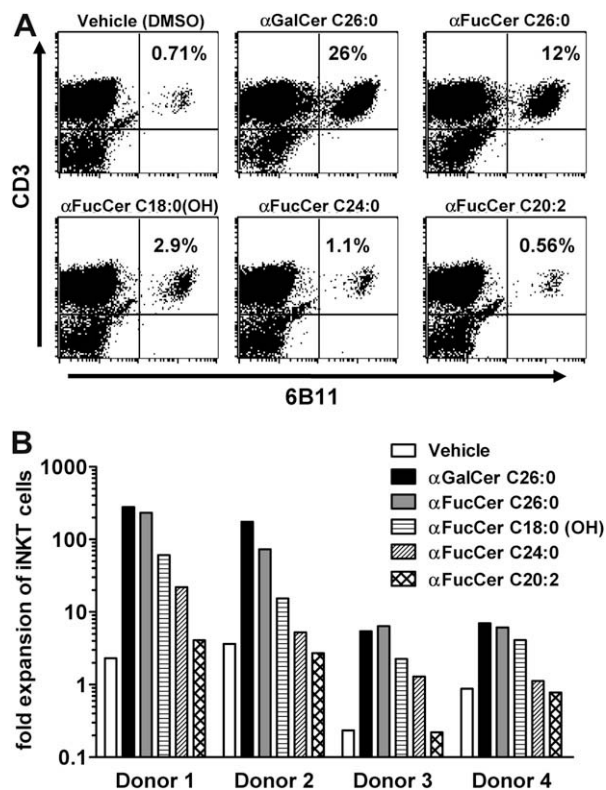 A
Vehicle (DMSO)
αGalCer C26:0
αFucCer C26:0
0.71%
26%
12%
CD3
αFucCer C18:0(OH)
αFucCer C24:0
αFucCer C20:2
2.9%
1.1%
0.56%
6B11
B
fold expansion of iNKT cells
1000
100
10
1
0.1
Vehicle
αGalCer C26:0
αFucCer C26:0
αFucCer C18:0 (OH)
αFucCer C24:0
αFucCer C20:2
Donor 1
Donor 2
Donor 3
Donor 4